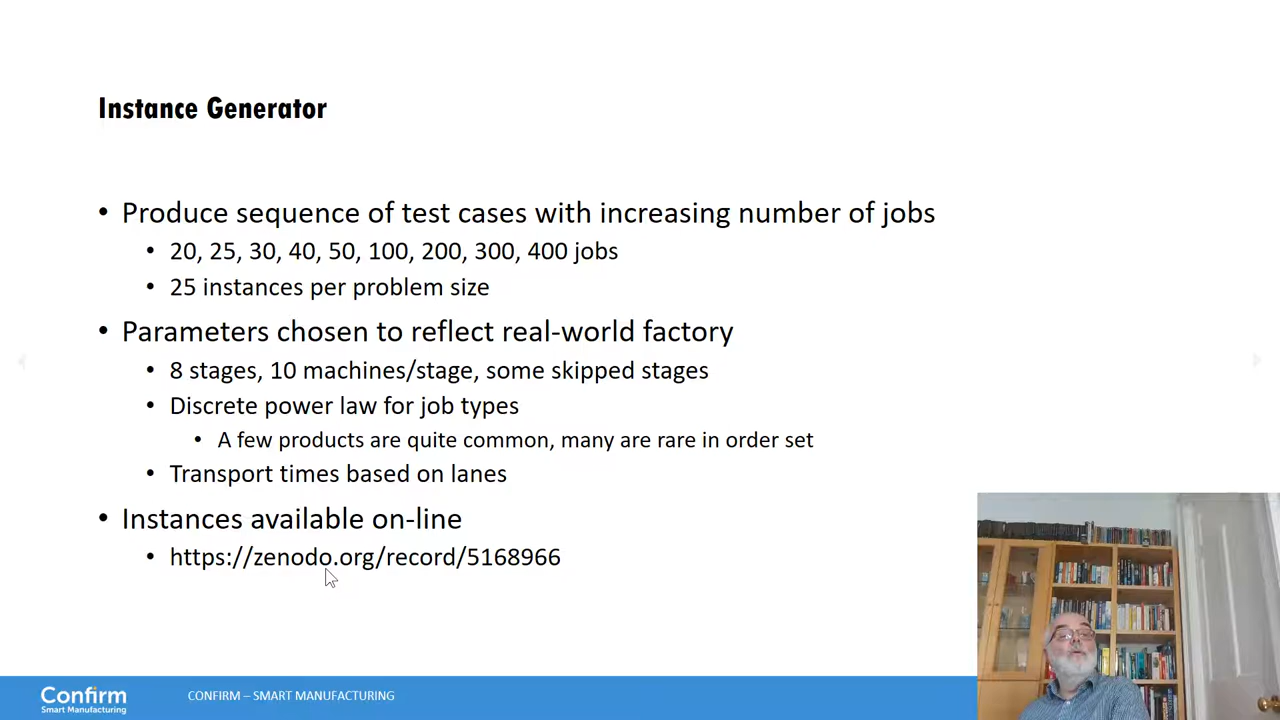 Instance Generator
• Produce sequence of test cases with increasing number of jobs
• 20, 25, 30, 40, 50, 100, 200, 300, 400 jobs
• 25 instances per problem size
• Parameters chosen to reflect real-world factory
• 8 stages, 10 machines/stage, some skipped stages
• Discrete power law for job types
• A few products are quite common, many are rare in order set
• Transport times based on lanes
• Instances available on-line
• https://zenodo.org/record/5168966
Confirm
Smart Manufacturing
CONFIRM – SMART MANUFACTURING